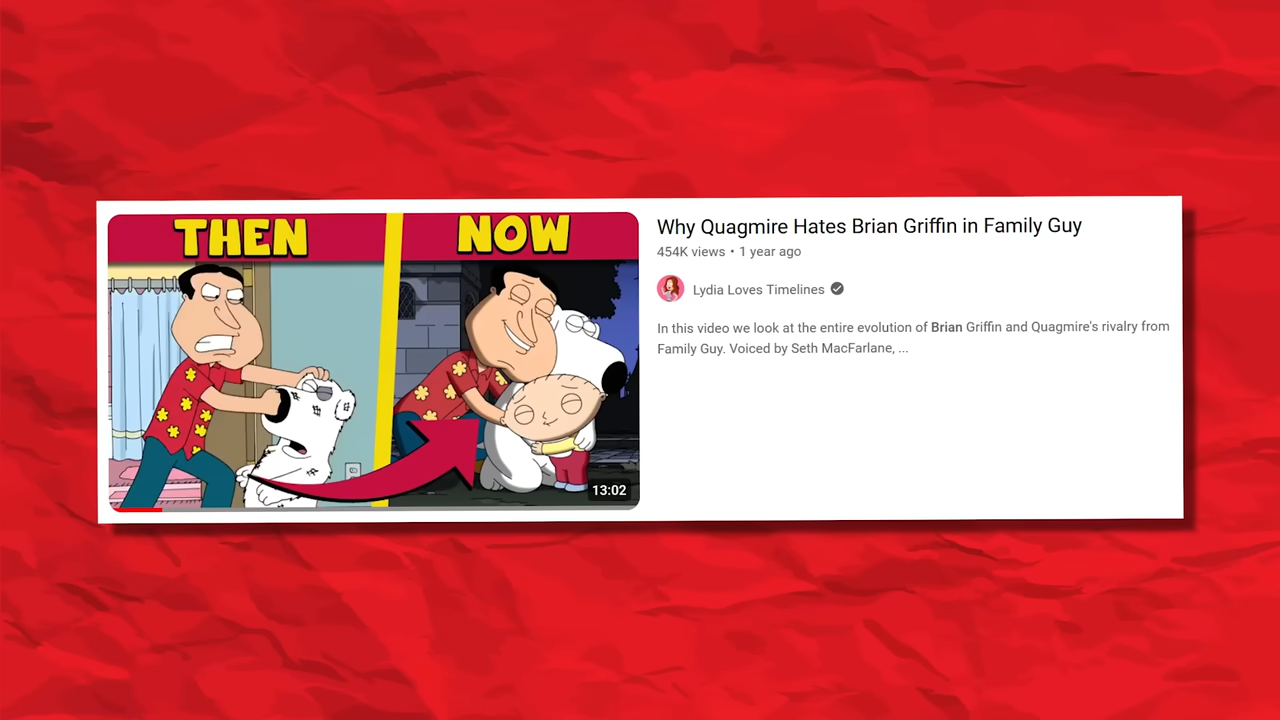 THEN
NOW
13:02
Why Quagmire Hates Brian Griffin in Family Guy
454K views • 1 year ago
Lydia Loves Timelines
In this video we look at the entire evolution of Brian Griffin and Quagmire's rivalry from
Family Guy. Voiced by Seth MacFarlane, ...